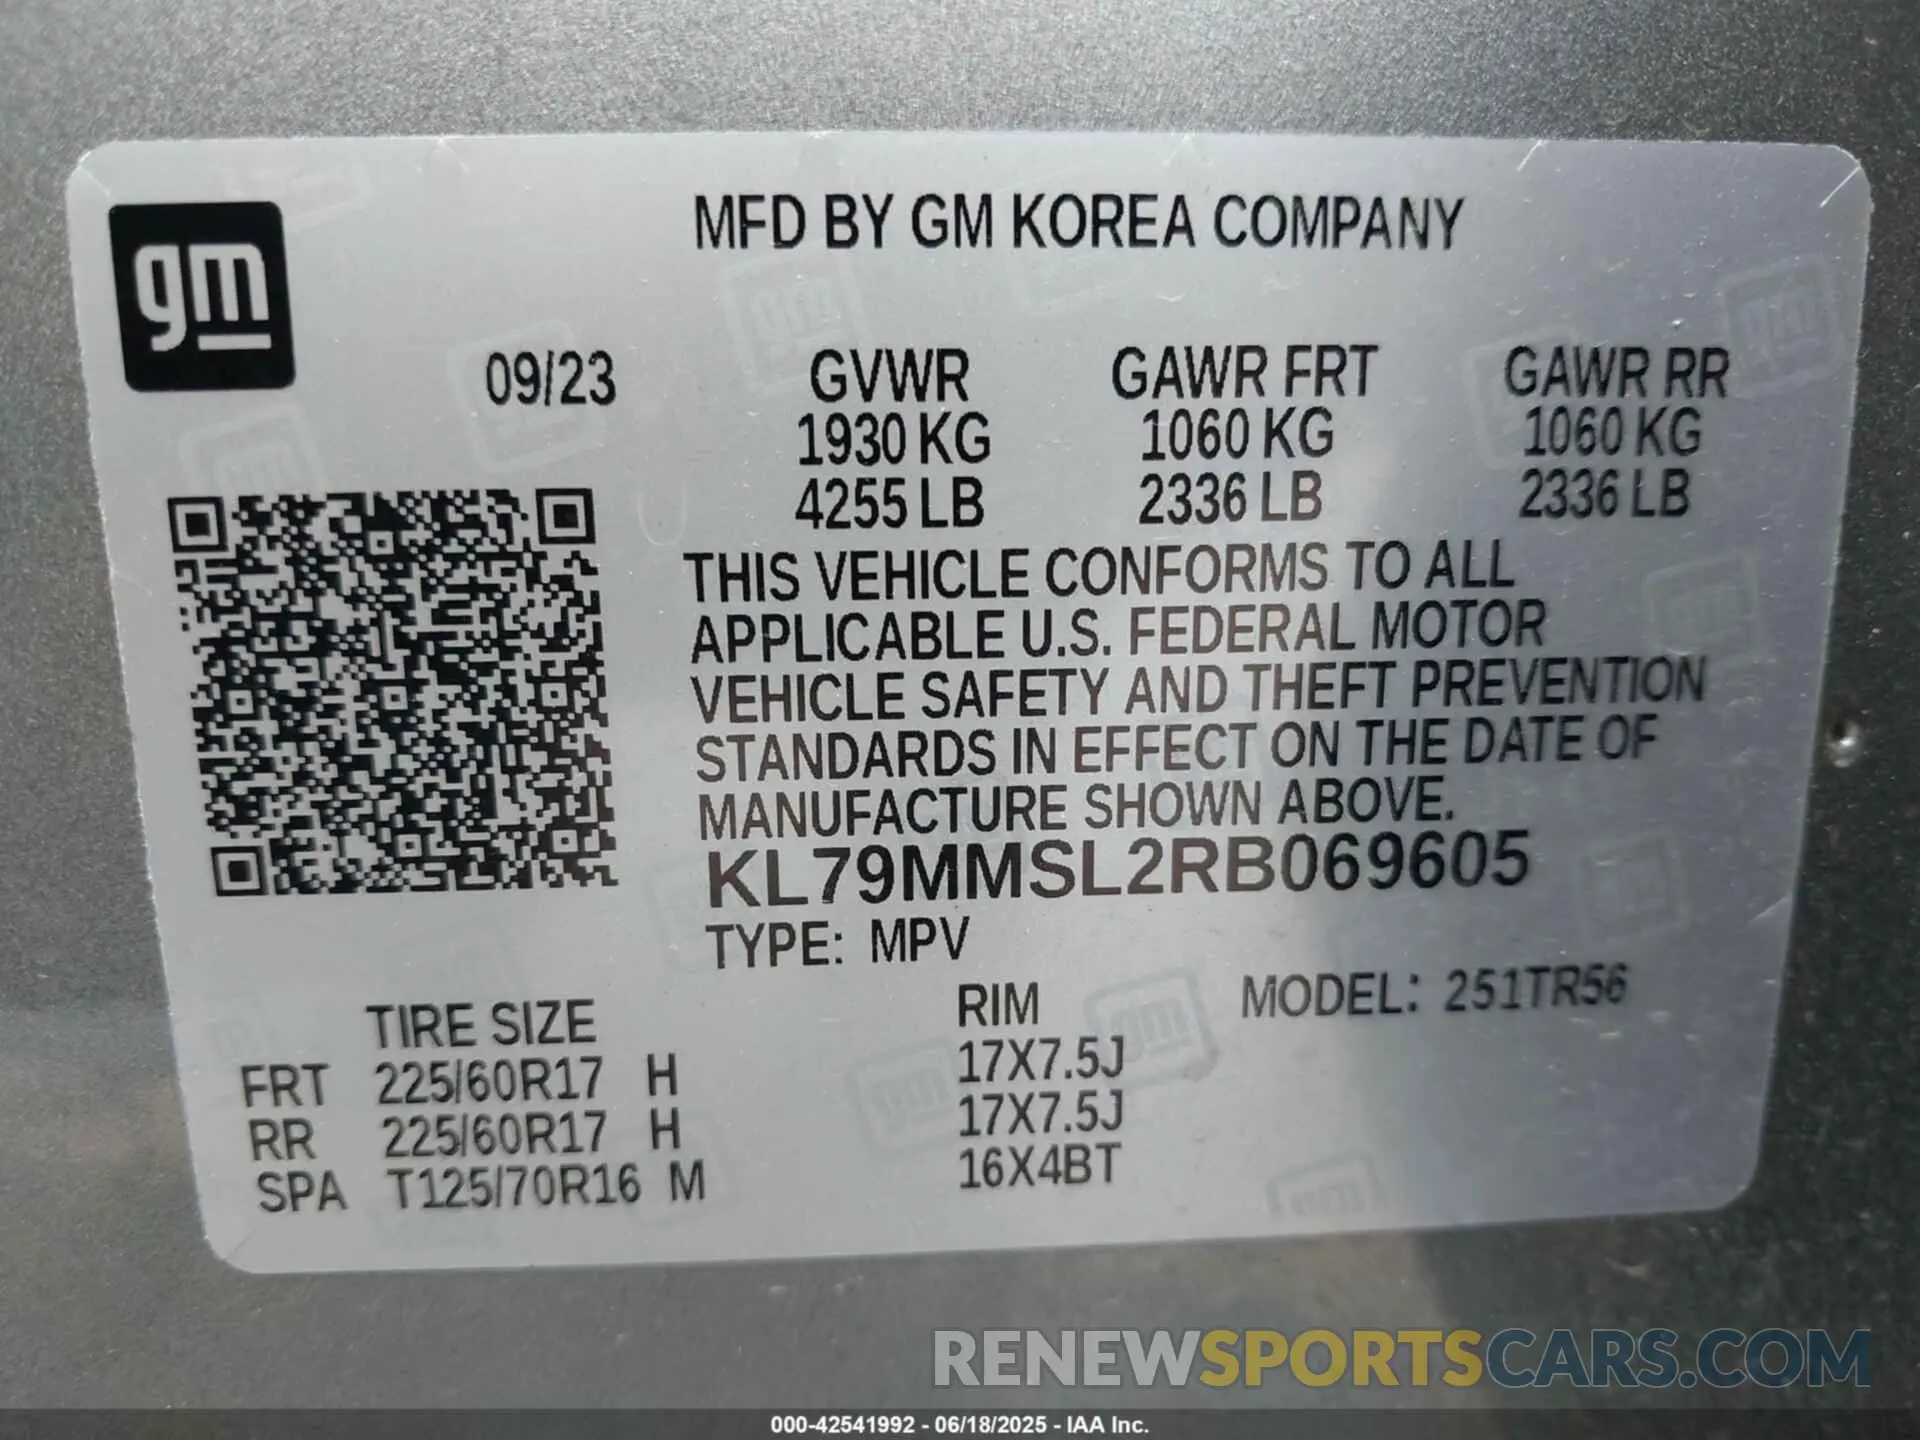 MFD BY GM KOREA COMPANY
gm
09/23 GVWR GAWR FRT GAWR RR
1930 KG 1060 KG 1060 KG
4255 LB 2336 LB 2336 LB
THIS VEHICLE CONFORMS TO ALL
APPLICABLE U.S. FEDERAL MOTOR
VEHICLE SAFETY AND THEFT PREVENTION
STANDARDS IN EFFECT ON THE DATE OF
MANUFACTURE SHOWN ABOVE.
KL79MMSL2RB069605
TYPE: MPV
TIRE SIZE RIM MODEL: 251TR56
FRT 225/60R17 H 17X7.5J
RR 225/60R17 H 17X7.5J
SPA T125/70R16 M 16X4BT
RENEWSPORTSCARS.COM
000-42541992 - 06/18/2025 - IAA Inc.